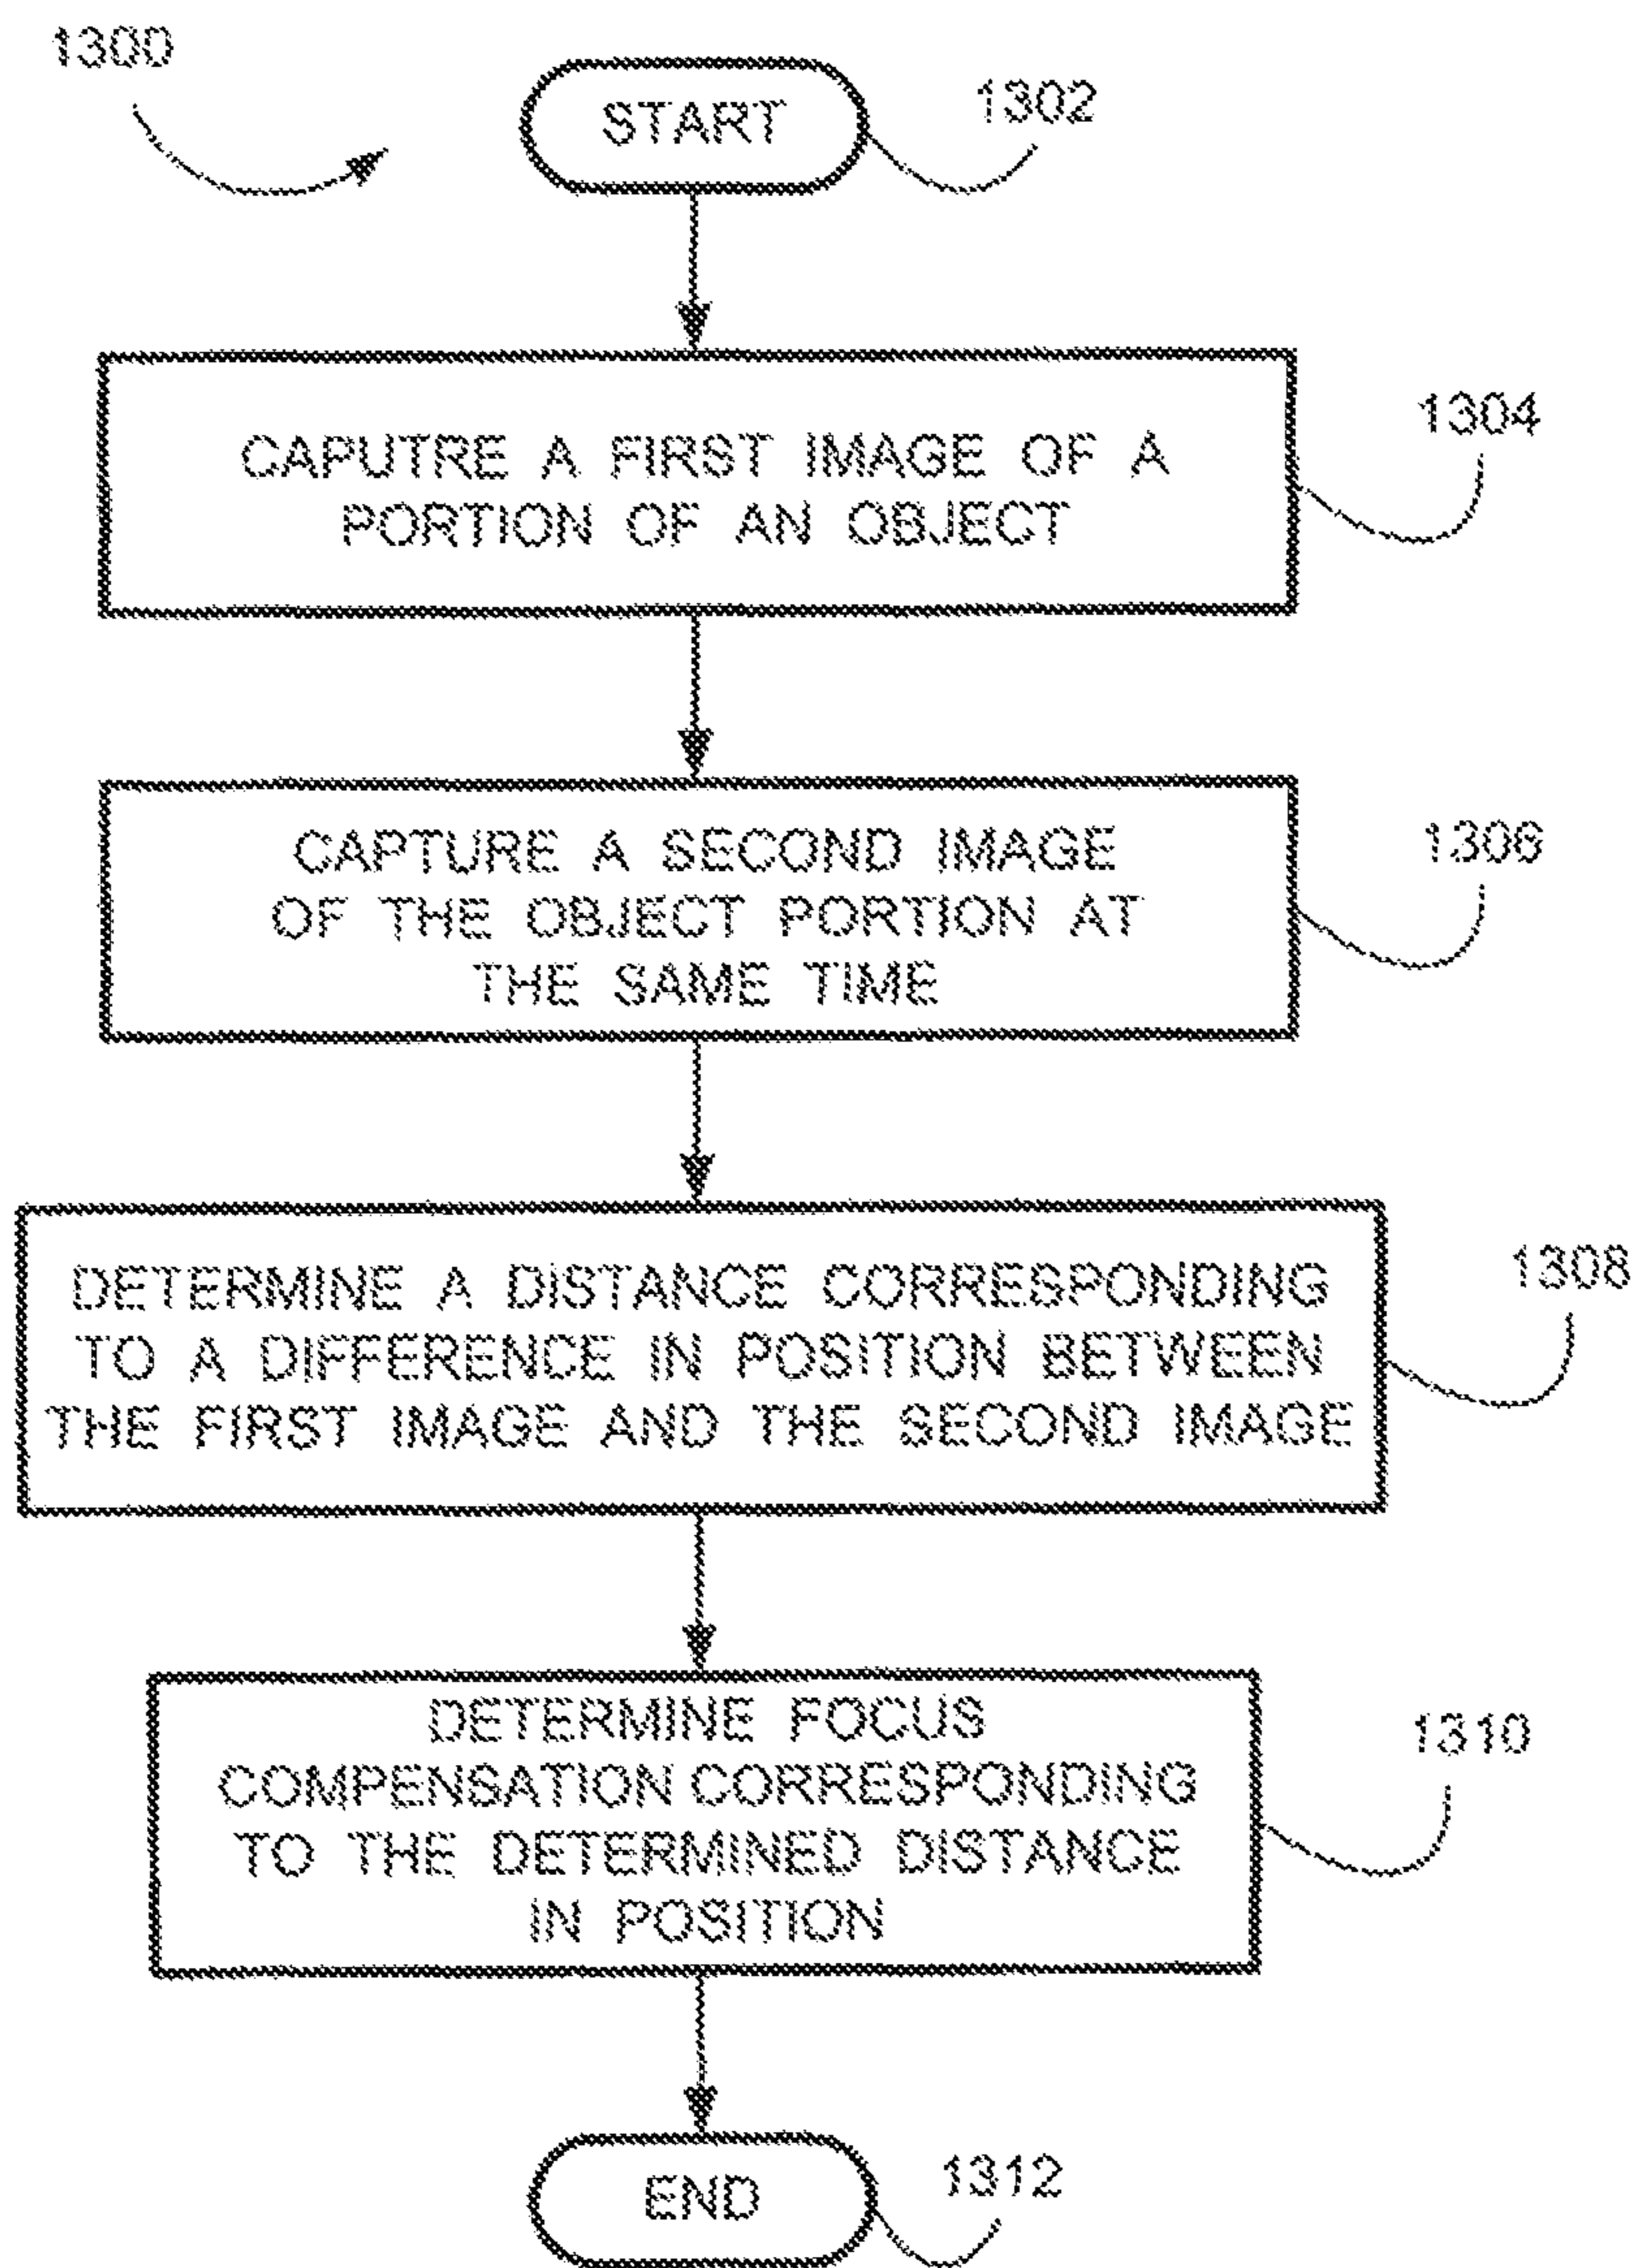 1300
START
1302
CAPUTRE A FIRST IMAGE OF A
PORTION OF AN OBJECT
1304
CAPTURE A SECOND IMAGE
OF THE OBJECT PORTION AT
THE SAME TIME
1306
DETERMINE A DISTANCE CORRESPONDING
TO A DIFFERENCE IN POSITION BETWEEN
THE FIRST IMAGE AND THE SECOND IMAGE
1308
DETERMINE FOCUS
COMPENSATION CORRESPONDING
TO THE DETERMINED DISTANCE
IN POSITION
1310
END
1312